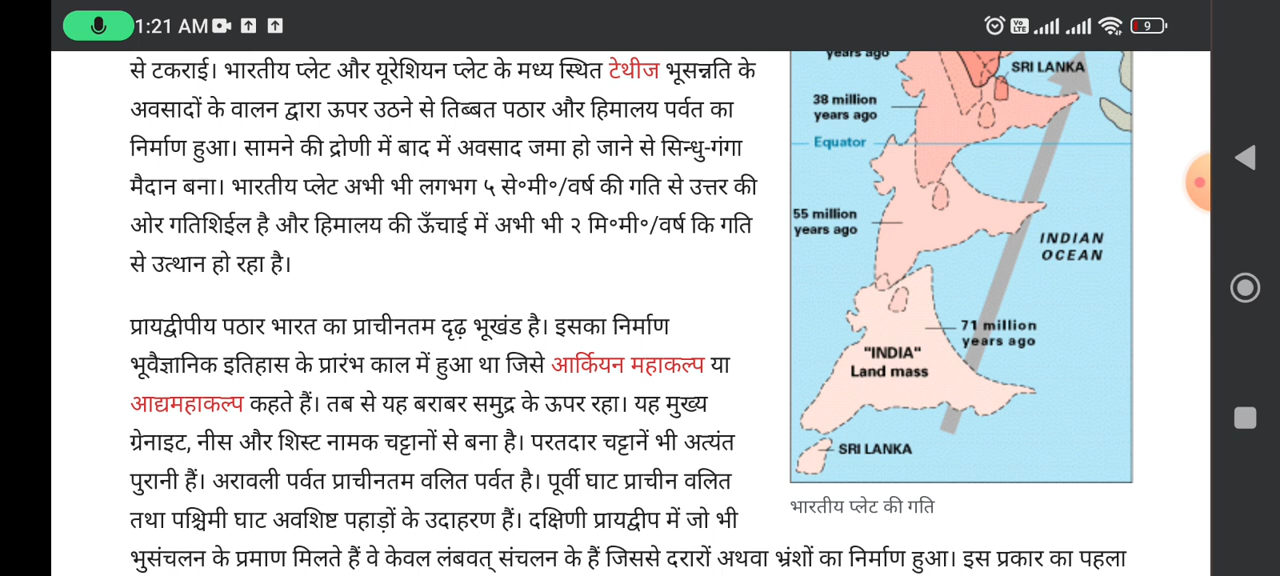 1:21 AM
Vo LTE
9
से टकराई। भारतीय प्लेट और यूरेशियन प्लेट के मध्य स्थित टेथीज भूसन्नति के
अवसादों के वालन द्वारा ऊपर उठने से तिब्बत पठार और हिमालय पर्वत का
निर्माण हुआ। सामने की द्रोणी में बाद में अवसाद जमा हो जाने से सिन्धु-गंगा
मैदान बना। भारतीय प्लेट अभी भी लगभग ५ से॰मी॰/वर्ष की गति से उत्तर की
ओर गतिशिईल है और हिमालय की ऊँचाई में अभी भी २ मि॰मी॰/वर्ष कि गति
से उत्थान हो रहा है।
प्रायद्वीपीय पठार भारत का प्राचीनतम दृढ़ भूखंड है। इसका निर्माण
भूवैज्ञानिक इतिहास के प्रारंभ काल में हुआ था जिसे आर्कियन महाकल्प या
आद्यमहाकल्प कहते हैं। तब से यह बराबर समुद्र के ऊपर रहा। यह मुख्य
ग्रेनाइट, नीस और शिस्ट नामक चट्टानों से बना है। परतदार चट्टानें भी अत्यंत
पुरानी हैं। अरावली पर्वत प्राचीनतम वलित पर्वत है। पूर्वी घाट प्राचीन वलित
तथा पश्चिमी घाट अवशिष्ट पहाड़ों के उदाहरण हैं। दक्षिणी प्रायद्वीप में जो भी
भुसंचलन के प्रमाण मिलते हैं वे केवल लंबवत् संचलन के हैं जिससे दरारों अथवा भ्रंशों का निर्माण हुआ। इस प्रकार का पहला
years ago
SRI LANKA
38 million
years ago
Equator
55 million
years ago
INDIAN
OCEAN
71 million
years ago
"INDIA"
Land mass
SRI LANKA
भारतीय प्लेट की गति